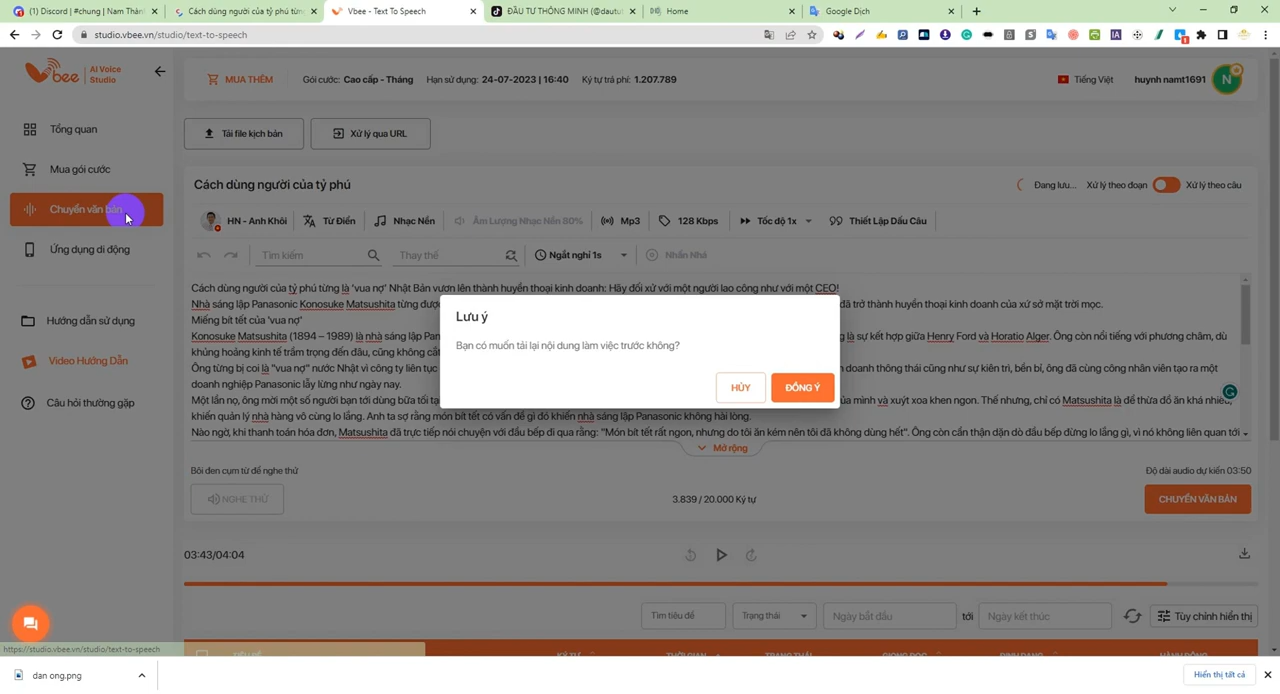 (1) Discord | #chung | Nam Thàn
Cách dùng người của tỷ phú từn
Vbee - Text To Speech
ĐẦU TƯ THÔNG MINH (@dautu
Home
Google Dịch
studio.vbee.vn/studio/text-to-speech
Vbee AI Voice Studio
MUA THÊM
Gói cước: Cao cấp - Tháng
Hạn sử dụng: 24-07-2023 | 16:40
Ký tự trả phí: 1.207.789
Tiếng Việt
huynh namt1691
N
Tổng quan
Mua gói cước
Chuyển văn bản
Ứng dụng di động
Hướng dẫn sử dụng
Video Hướng Dẫn
Câu hỏi thường gặp
Tải file kịch bản
Xử lý qua URL
Cách dùng người của tỷ phú
Đang lưu...
Xử lý theo đoạn
Xử lý theo câu
HN - Anh Khôi
Từ Điển
Nhạc Nền
Âm Lượng Nhạc Nền 80%
Mp3
128 Kbps
Tốc độ 1x
Thiết Lập Dấu Câu
Tìm kiếm
Thay thế
Ngắt nghỉ 1s
Nhấn Nhá
Cách dùng người của tỷ phú từng là 'vua nợ' Nhật Bản vươn lên thành huyền thoại kinh doanh: Hãy đối xử với một người lao công như với một CEO!
Nhà sáng lập Panasonic Konosuke Matsushita từng được
đã trở thành huyền thoại kinh doanh của xứ sở mặt trời mọc.
Miếng bít tết của 'vua nợ'
Konosuke Matsushita (1894 – 1989) là nhà sáng lập Pan
là sự kết hợp giữa Henry Ford và Horatio Alger. Ông còn nổi tiếng với phương châm, dù
khủng hoảng kinh tế trầm trọng đến đâu, cũng không cắt
Ông từng bị coi là "vua nợ" nước Nhật vì công ty liên tục
doanh thông thái cũng như sự kiên trì, bền bỉ, ông đã cùng công nhân viên tạo ra một
doanh nghiệp Panasonic lẫy lừng như ngày nay.
Một lần nọ, ông mời một số người bạn tới dùng bữa tối tại
của mình và xuýt xoa khen ngon. Thế nhưng, chỉ có Matsushita là để thừa đồ ăn khá nhiều,
khiến quản lý nhà hàng vô cùng lo lắng. Anh ta sợ rằng món bít tết có vấn đề gì đó khiến nhà sáng lập Panasonic không hài lòng.
Nào ngờ, khi thanh toán hóa đơn, Matsushita đã trực tiếp nói chuyện với đầu bếp đi qua rằng: "Món bít tết rất ngon, nhưng do tôi ăn kém nên tôi đã không dùng hết". Ông còn cẩn thận dặn dò đầu bếp đừng lo lắng gì, vì nó không liên quan tới
Mở rộng
Lưu ý
Bạn có muốn tải lại nội dung làm việc trước không?
HỦY
ĐỒNG Ý
Bôi đen cụm từ để nghe thử
Độ dài audio dự kiến 03:50
NGHE THỬ
3.839 / 20.000 Ký tự
CHUYỂN VĂN BẢN
03:43/04:04
Tìm tiêu đề
Trạng thái
Ngày bắt đầu
tới
Ngày kết thúc
Tùy chỉnh hiển thị
https://studio.vbee.vn/studio/text-to-speech
dan ong.png
Hiển thị tất cả